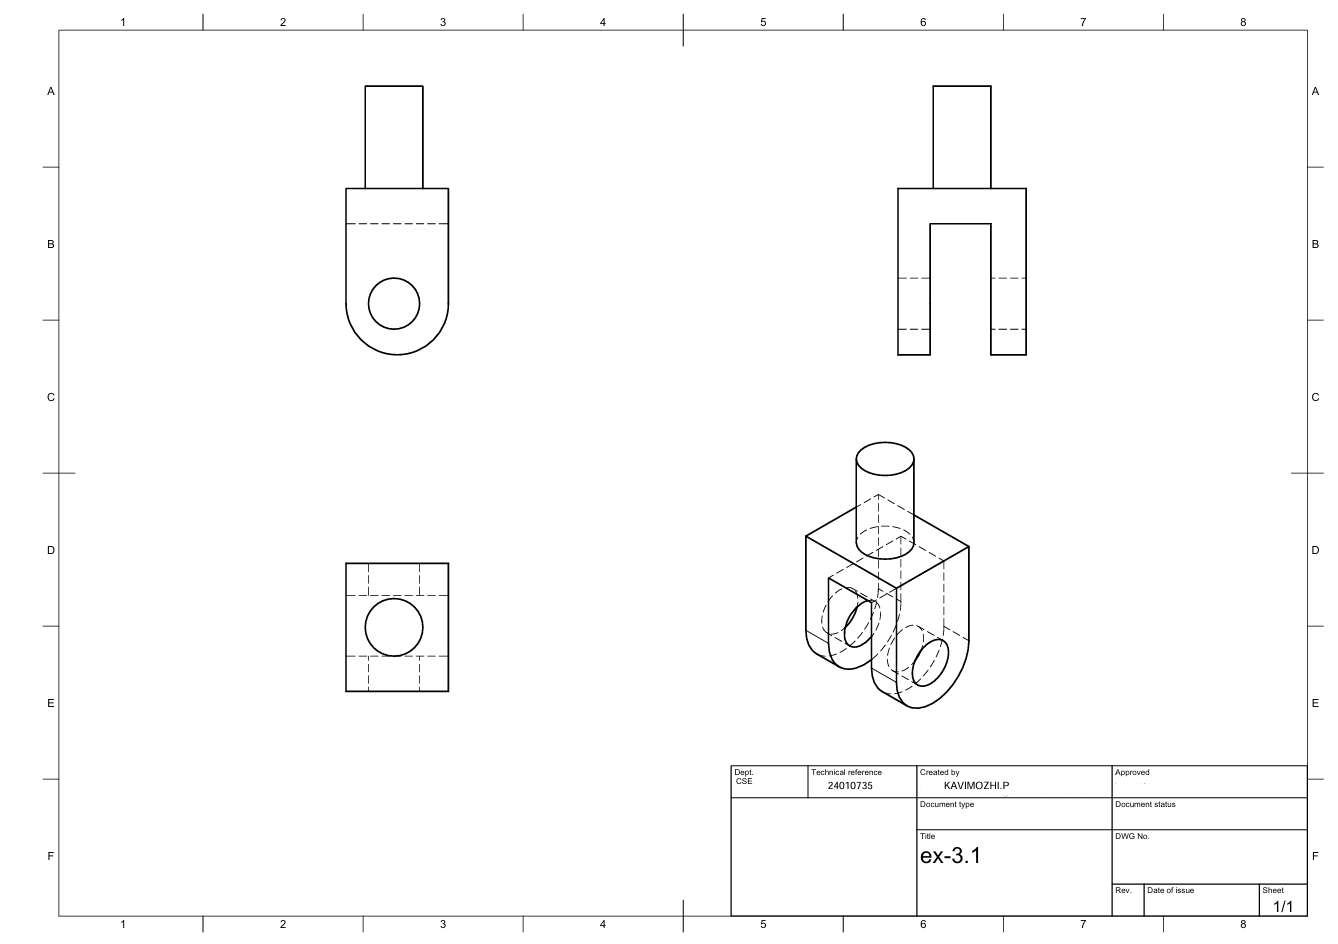 1 2 3 4 5 6 7 8
A A
B B
C C
D D
E E
Dept. Technical reference Created by Approved
CSE 24010735 KAVIMOZHI.P
Document type Document status
Title DWG No.
ex-3.1
F F
Rev. Date of issue Sheet
1/1
1 2 3 4 5 6 7 8